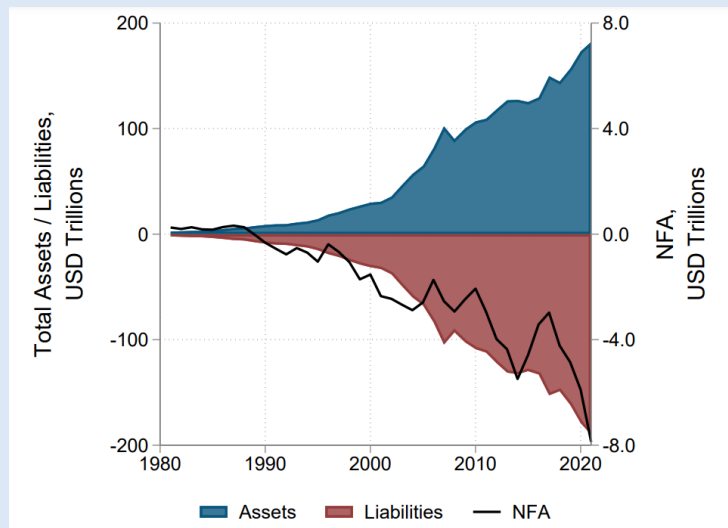 200
100
0
-100
-200
Total Assets / Liabilities,
USD Trillions
8.0
4.0
0.0
-4.0
-8.0
NFA,
USD Trillions
1980
1990
2000
2010
2020
Assets
Liabilities
NFA